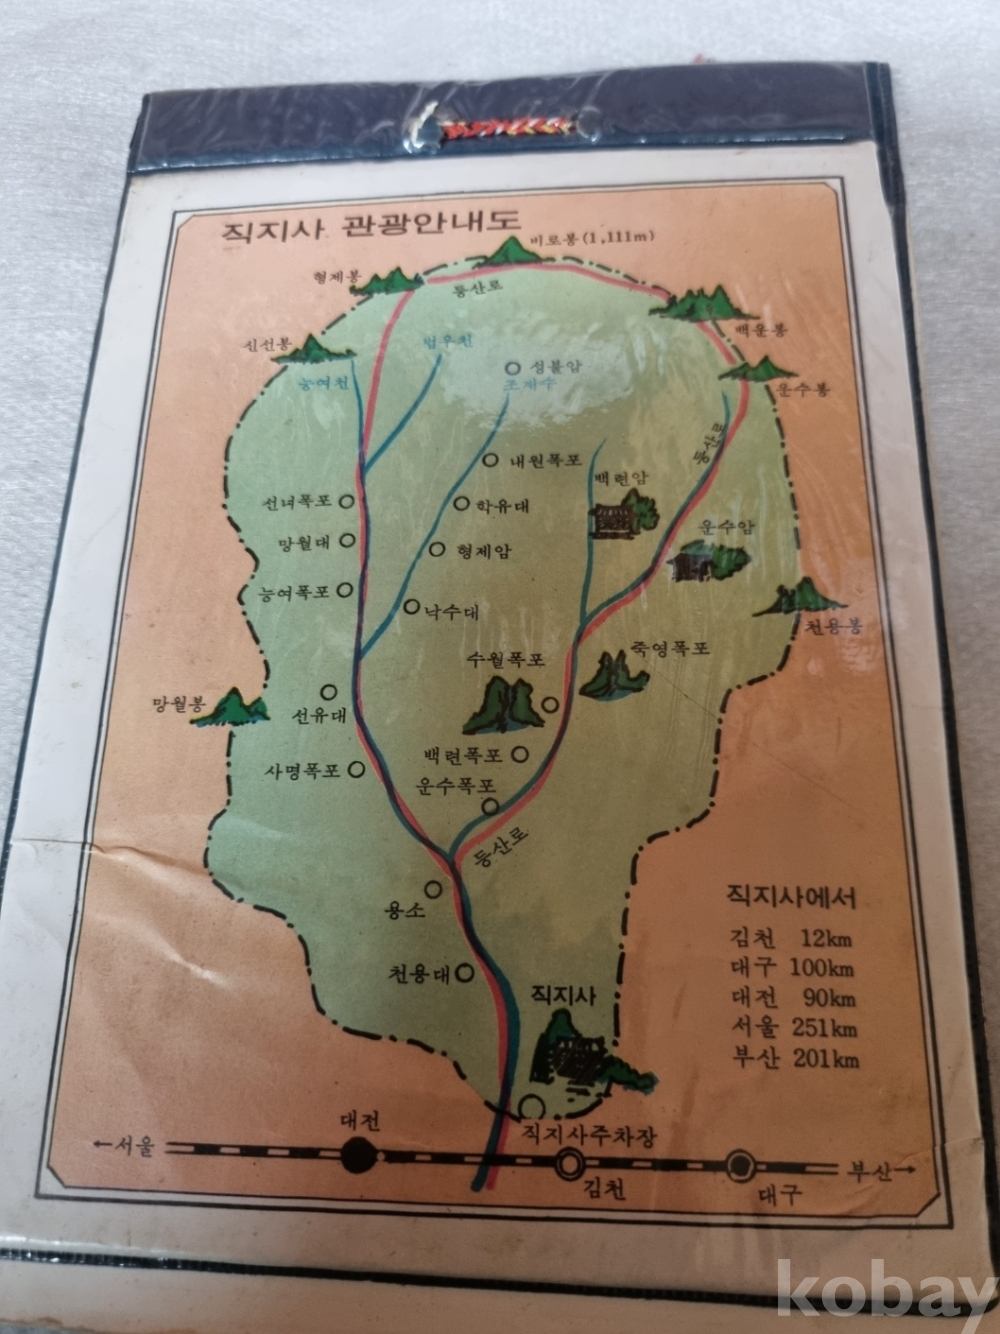 직지사 관광안내도
비로봉(1,111m)
형제봉
등산로
백운봉
신선봉
법우천
능여천
성불암
조계수
운수봉
등산로
내원폭포
백련암
선녀폭포
학유대
운수암
망월대
형제암
능여폭포
낙수대
천용봉
수월폭포
죽영폭포
망월봉
선유대
백련폭포
사명폭포
운수폭포
등산로
용소
직지사에서
김천 12km
천용대
직지사
대구 100km
대전 90km
서울 251km
부산 201km
대전
직지사주차장
←서울
부산→
김천
대구
kobay